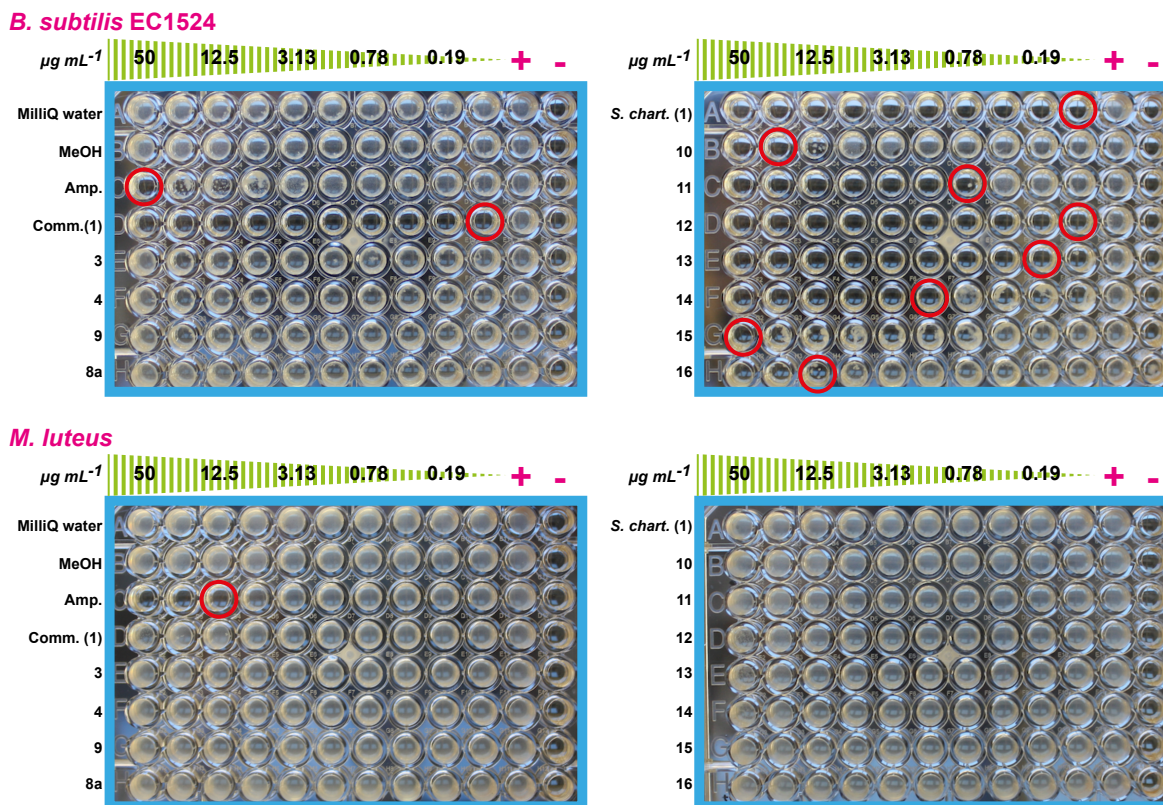 B. subtilis EC1524
µg mL-1 50 12.5 3.13 0.78 0.19 + -
MilliQ water
MeOH
Amp.
Comm.(1)
3
4
9
8a
µg mL-1 50 12.5 3.13 0.78 0.19 + -
S. chart. (1)
10
11
12
13
14
15
16
M. luteus
µg mL-1 50 12.5 3.13 0.78 0.19 + -
MilliQ water
MeOH
Amp.
Comm. (1)
3
4
9
8a
µg mL-1 50 12.5 3.13 0.78 0.19 + -
S. chart. (1)
10
11
12
13
14
15
16
A
B
C
D
E
F
G
H